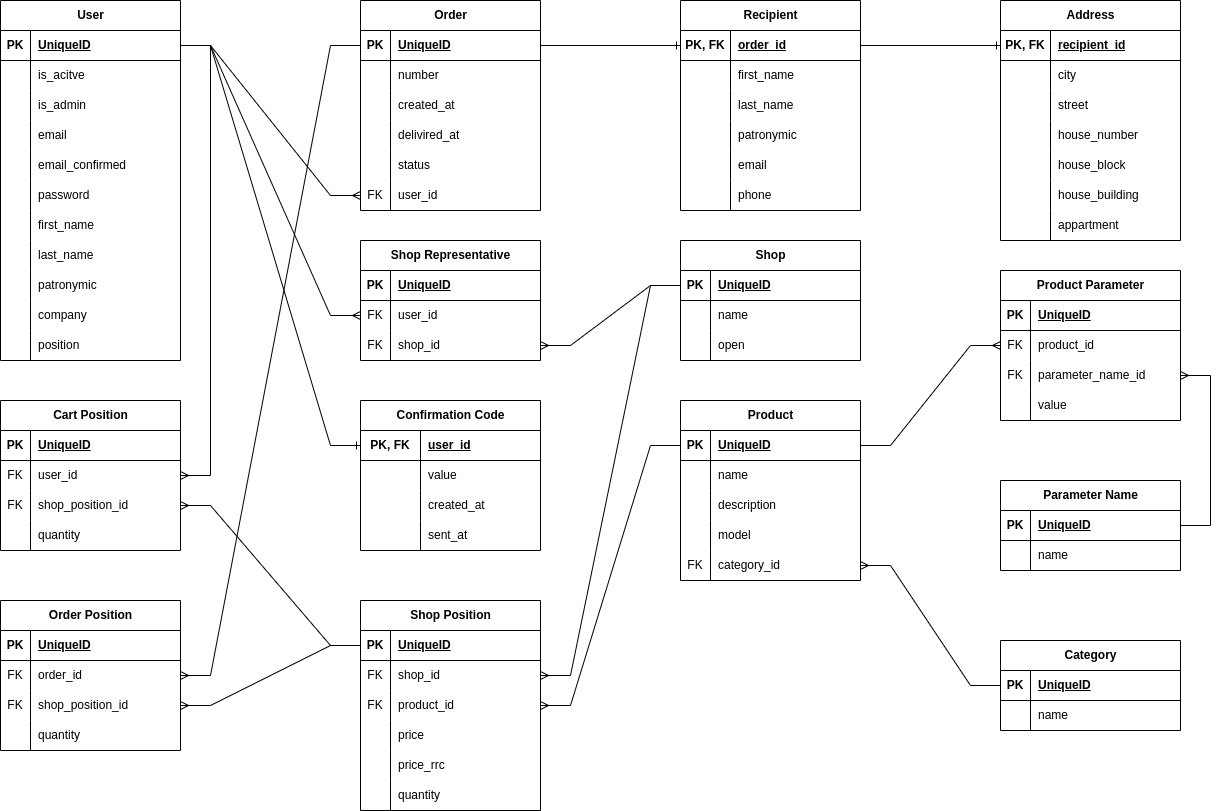 User
PK UniqueID
is_acitve
is_admin
email
email_confirmed
password
first_name
last_name
patronymic
company
position
Order
PK UniqueID
number
created_at
delivired_at
status
FK user_id
Recipient
PK, FK order_id
first_name
last_name
patronymic
email
phone
Address
PK, FK recipient_id
city
street
house_number
house_block
house_building
appartment
Shop Representative
PK UniqueID
FK user_id
FK shop_id
Shop
PK UniqueID
name
open
Product Parameter
PK UniqueID
FK product_id
FK parameter_name_id
value
Cart Position
PK UniqueID
FK user_id
FK shop_position_id
quantity
Confirmation Code
PK, FK user_id
value
created_at
sent_at
Product
PK UniqueID
name
description
model
FK category_id
Parameter Name
PK UniqueID
name
Order Position
PK UniqueID
FK order_id
FK shop_position_id
quantity
Shop Position
PK UniqueID
FK shop_id
FK product_id
price
price_rrc
quantity
Category
PK UniqueID
name